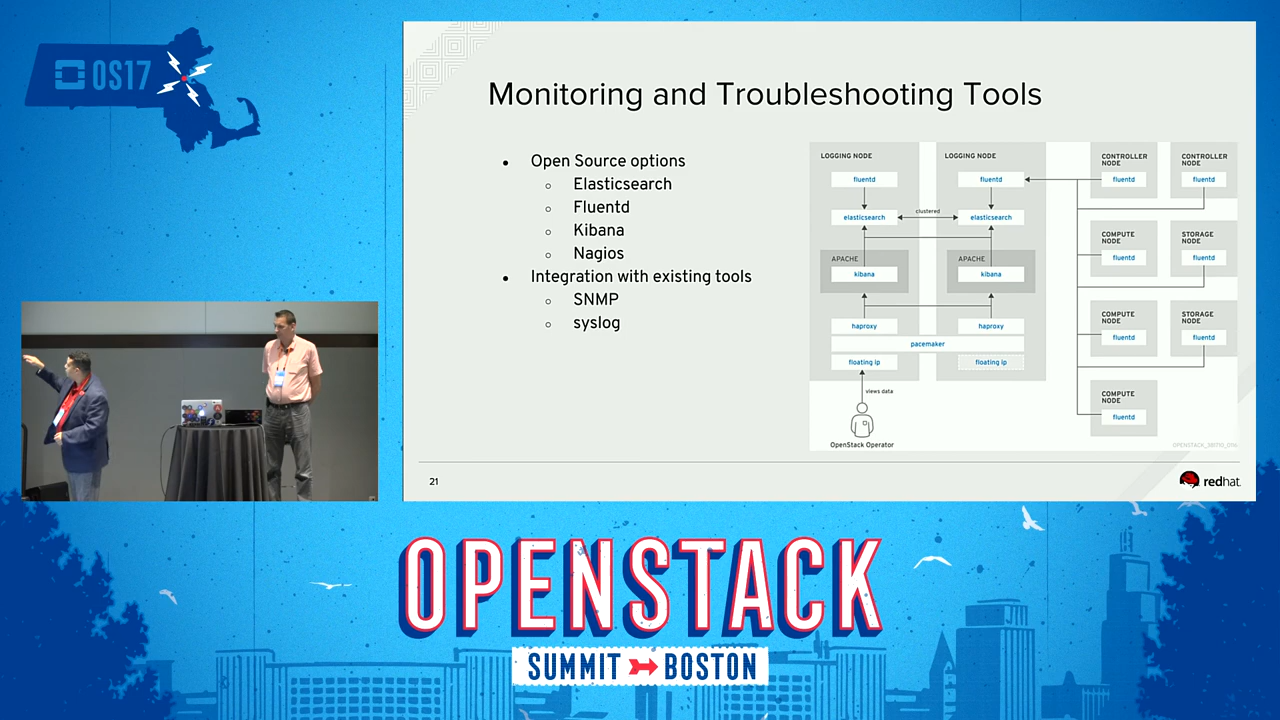 OS17
Monitoring and Troubleshooting Tools
Open Source options
Elasticsearch
Fluentd
Kibana
Nagios
Integration with existing tools
SNMP
syslog
LOGGING NODE
fluentd
elasticsearch
APACHE
kibana
haproxy
floating ip
LOGGING NODE
fluentd
elasticsearch
APACHE
kibana
haproxy
floating ip
clustered
pacemaker
views data
OpenStack Operator
CONTROLLER
NODE
fluentd
CONTROLLER
NODE
fluentd
COMPUTE
NODE
fluentd
STORAGE
NODE
fluentd
COMPUTE
NODE
fluentd
STORAGE
NODE
fluentd
COMPUTE
NODE
fluentd
21
redhat.
OPENSTACK
SUMMIT BOSTON